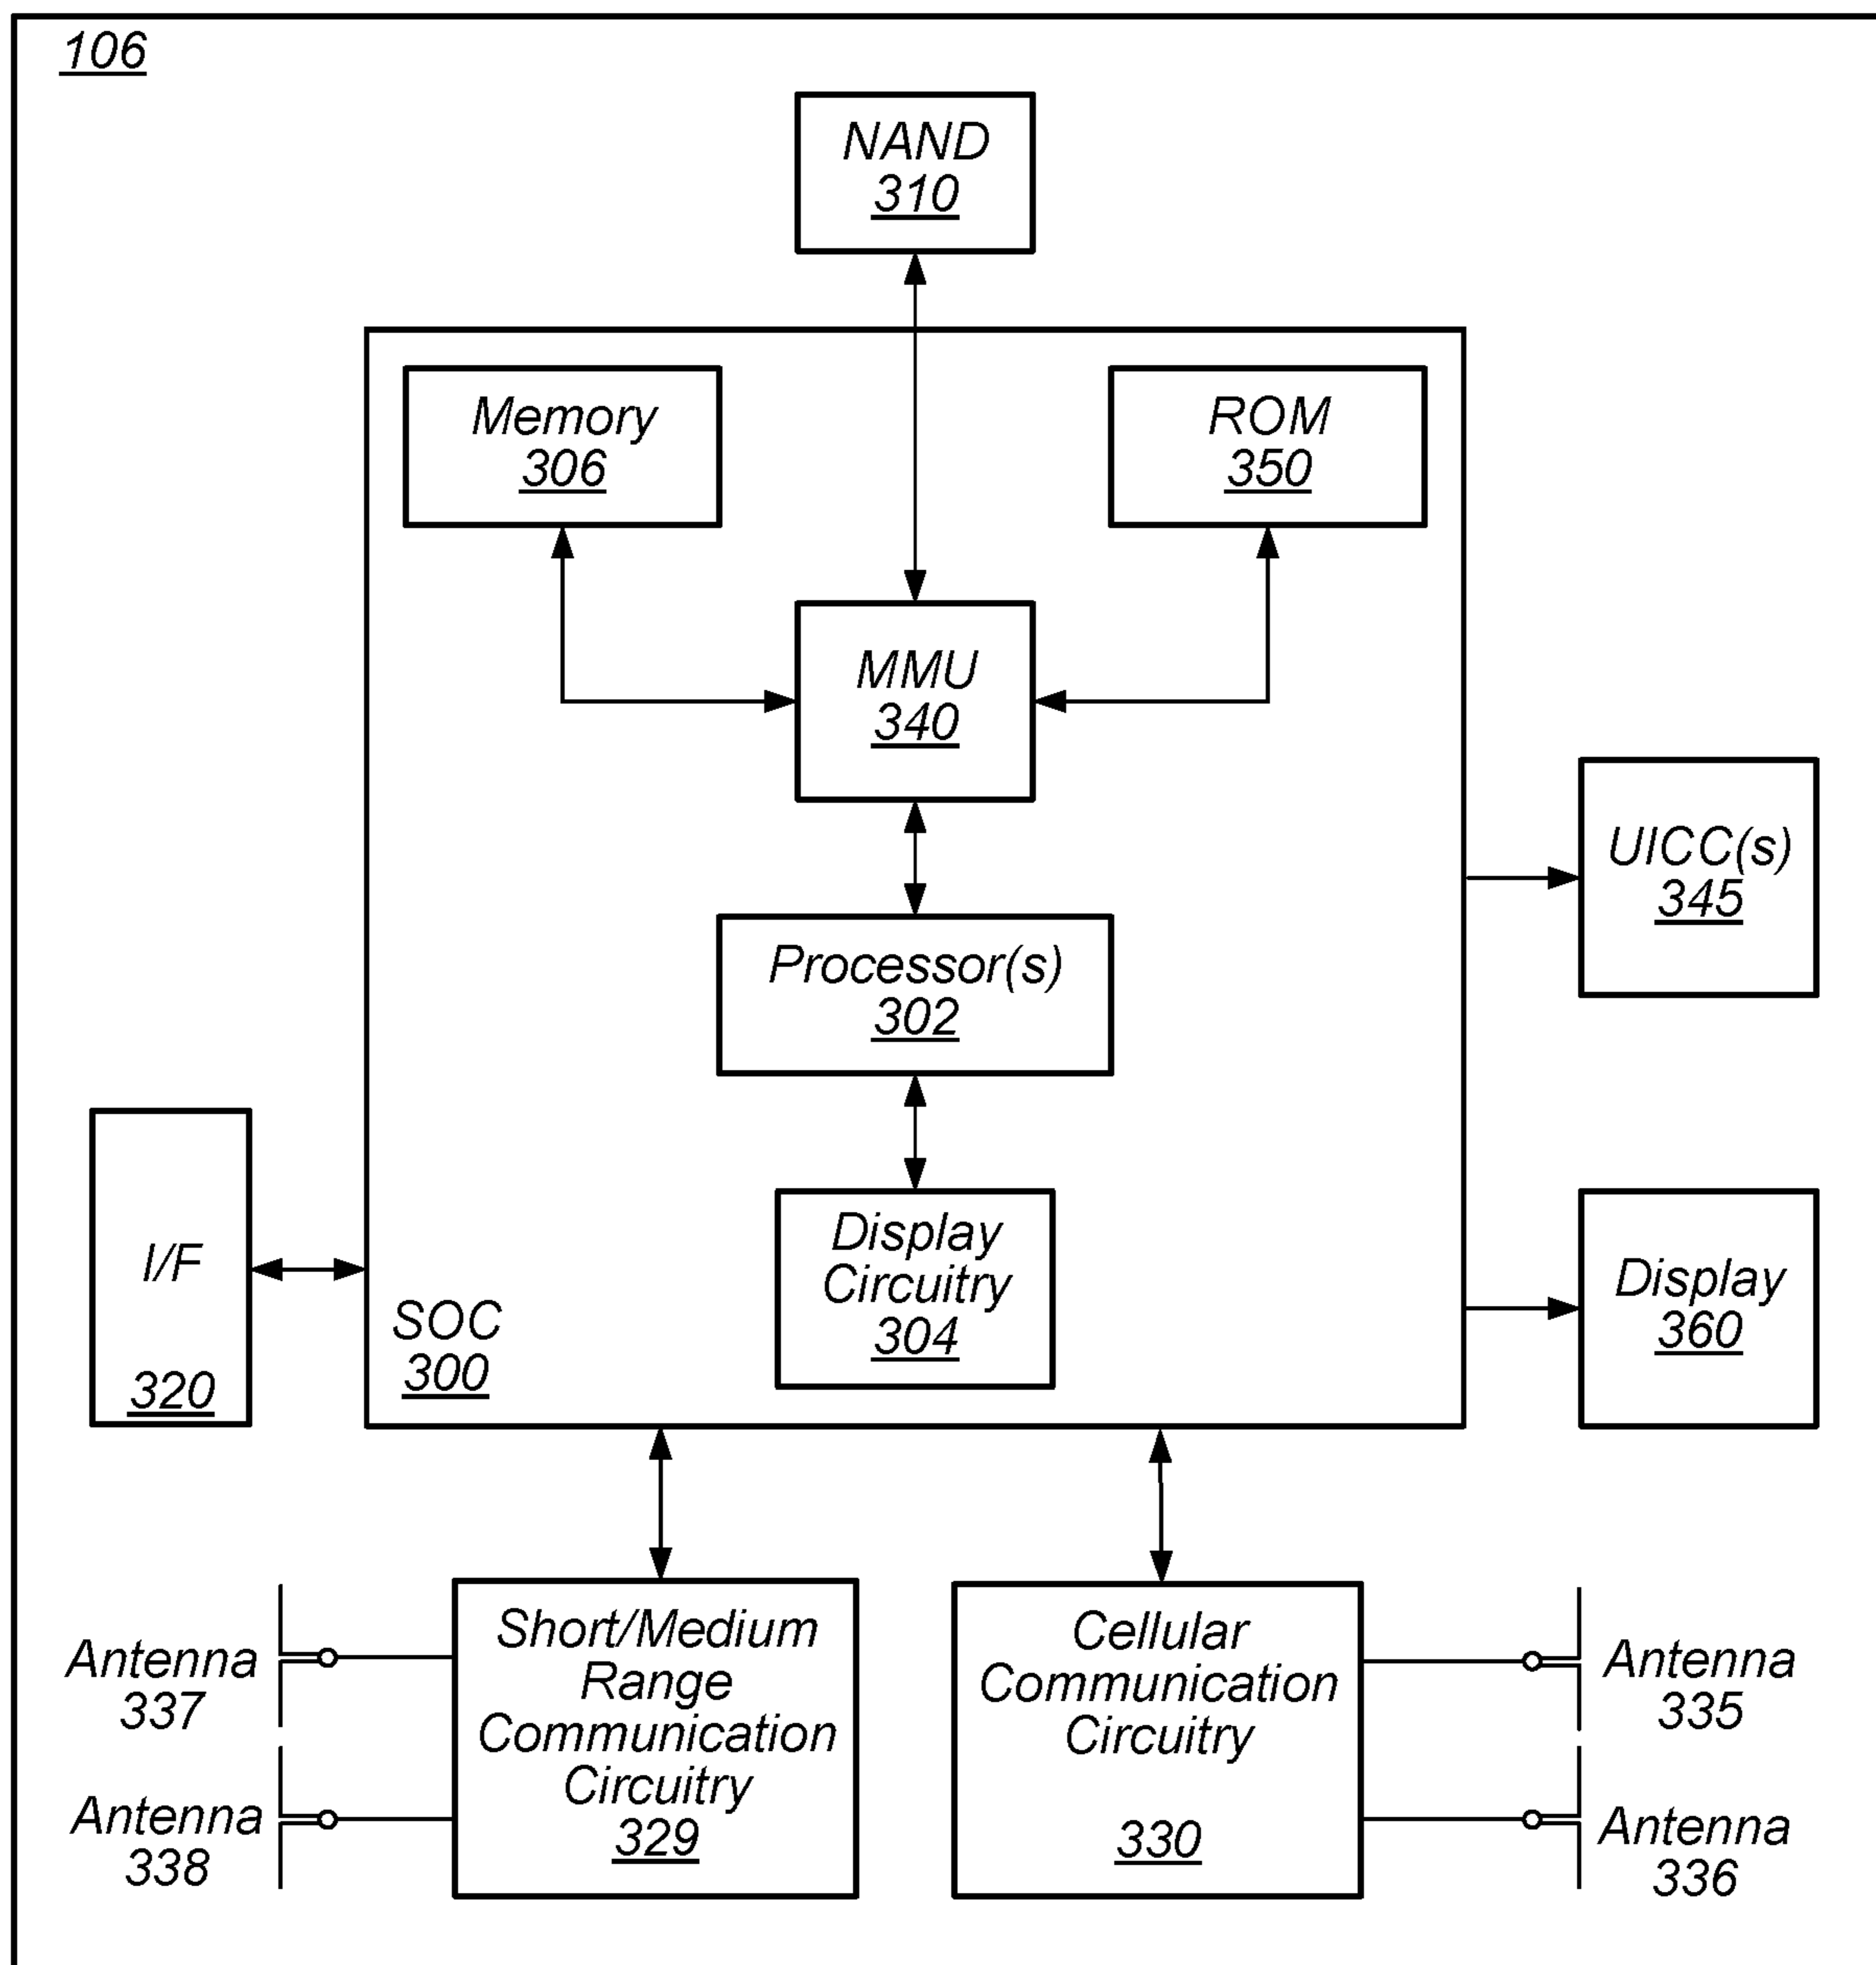 106
NAND
310
Memory
306
ROM
350
MMU
340
UICC(s)
345
Processor(s)
302
I/F
320
Display
Circuitry
304
SOC
300
Display
360
Short/Medium
Range
Communication
Circuitry
329
Cellular
Communication
Circuitry
330
Antenna
337
Antenna
338
Antenna
335
Antenna
336